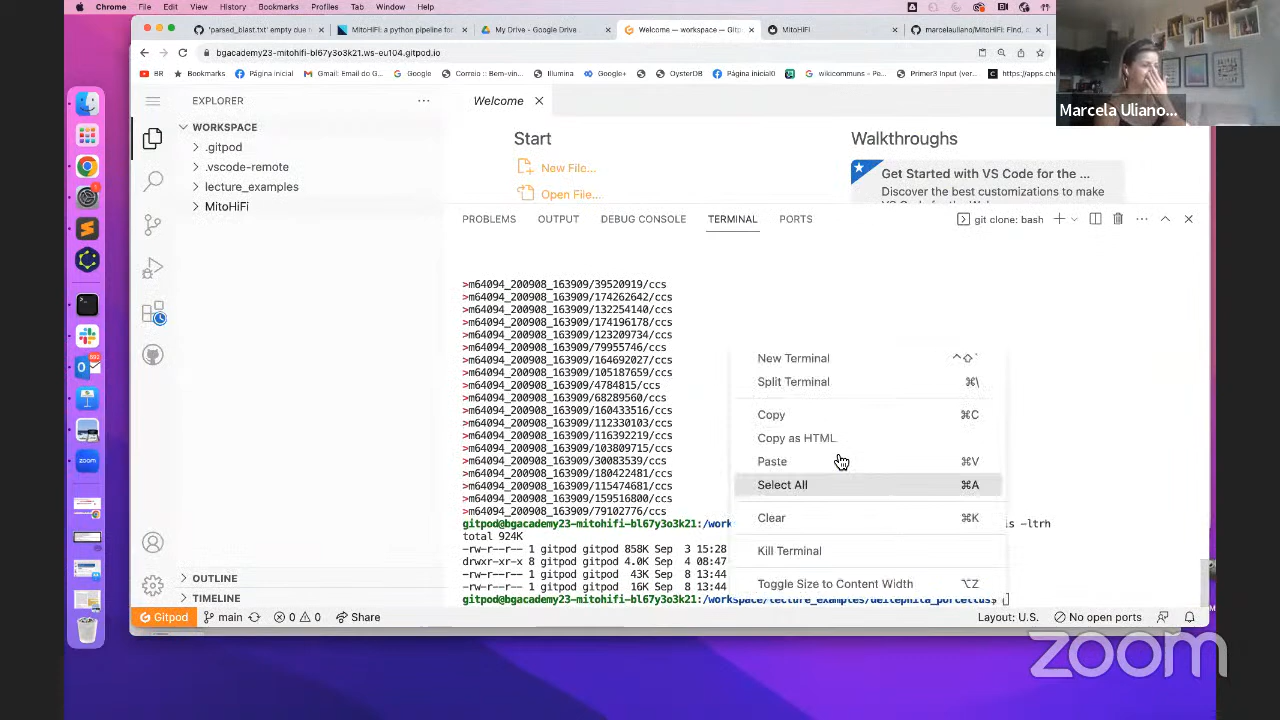 Chrome File Edit View History Bookmarks Profiles Tab Window Help
'parsed_blast.txt' empty due
MitoHiFi: a python pipeline for
My Drive - Google Drive
Welcome — workspace — Gitp
MitoHiFi
marcelauliano/MitoHiFi: Find, c
bgacademy23-mitohifi-bl67y3o3k21.ws-eu104.gitpod.io
BR Bookmarks Página inicial Gmail: Email do G... Google Correio :: Bem-vin... Illumina Google+ OysterDB Página inicial0 wikicommuns - Pe... Primer3 Input (ver... https://apps.ch
Marcela Uliano...
EXPLORER
Welcome
WORKSPACE
.gitpod
.vscode-remote
lecture_examples
MitoHiFi
OUTLINE
TIMELINE
Start
New File...
Open File...
Walkthroughs
Get Started with VS Code for the ...
Discover the best customizations to make
PROBLEMS OUTPUT DEBUG CONSOLE TERMINAL PORTS
git clone: bash
>m64094_200908_163909/39520919/ccs
>m64094_200908_163909/174262642/ccs
>m64094_200908_163909/132254140/ccs
>m64094_200908_163909/174196178/ccs
>m64094_200908_163909/123209734/ccs
>m64094_200908_163909/79955746/ccs
>m64094_200908_163909/164692027/ccs
>m64094_200908_163909/105187659/ccs
>m64094_200908_163909/4784815/ccs
>m64094_200908_163909/68289560/ccs
>m64094_200908_163909/160433516/ccs
>m64094_200908_163909/112330103/ccs
>m64094_200908_163909/116392219/ccs
>m64094_200908_163909/103809715/ccs
>m64094_200908_163909/30083539/ccs
>m64094_200908_163909/180422481/ccs
>m64094_200908_163909/115474681/ccs
>m64094_200908_163909/159516800/ccs
>m64094_200908_163909/79102776/ccs
gitpod@bgacademy23-mitohifi-bl67y3o3k21:/work
ls -ltrh
total 924K
-rw-r--r-- 1 gitpod gitpod 858K Sep 3 15:28
drwxr-xr-x 8 gitpod gitpod 4.0K Sep 4 08:47
-rw-r--r-- 1 gitpod gitpod 43K Sep 8 13:44
-rw-r--r-- 1 gitpod gitpod 16K Sep 8 13:44
gitpod@bgacademy23-mitohifi-bl67y3o3k21:/workspace/lecture_examples/deilephila_porcellus$
New Terminal ⌃⇧`
Split Terminal ⌘\
Copy ⌘C
Copy as HTML
Paste ⌘V
Select All ⌘A
Clear ⌘K
Kill Terminal
Toggle Size to Content Width ⌥Z
Gitpod main 0 0 Share Layout: U.S. No open ports
zoom